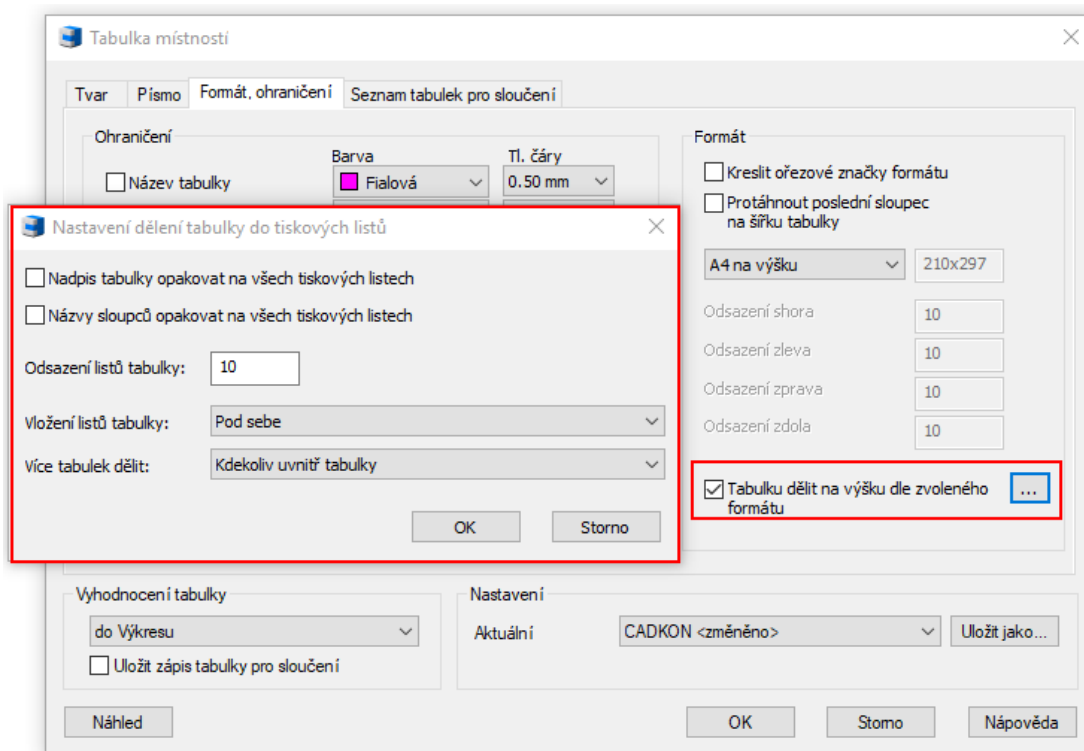 Tabulka místností
Tvar
Písmo
Formát, ohraničení
Seznam tabulek pro sloučení
Ohraničení
Barva
Tl. čáry
Název tabulky
Fialová
0.50 mm
Nastavení dělení tabulky do tiskových listů
Nadpis tabulky opakovat na všech tiskových listech
Názvy sloupců opakovat na všech tiskových listech
Odsazení listů tabulky:
10
Vložení listů tabulky:
Pod sebe
Více tabulek dělit:
Kdekoliv uvnitř tabulky
OK
Storno
Formát
Kreslit ořezové značky formátu
Protáhnout poslední sloupec
na šířku tabulky
A4 na výšku
210x297
Odsazení shora
10
Odsazení zleva
10
Odsazení zprava
10
Odsazení zdola
10
Tabulku dělit na výšku dle zvoleného
formátu
...
Vyhodnocení tabulky
do Výkresu
Uložit zápis tabulky pro sloučení
Nastavení
Aktuální
CADKON <změněno>
Uložit jako...
Náhled
OK
Storno
Nápověda